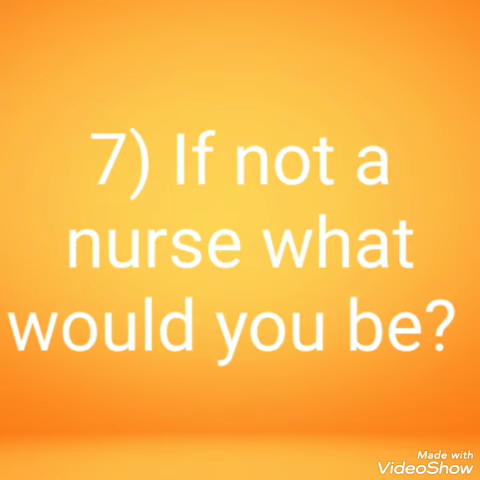 7) If not a
nurse what
would you be?
Made with
VideoShow